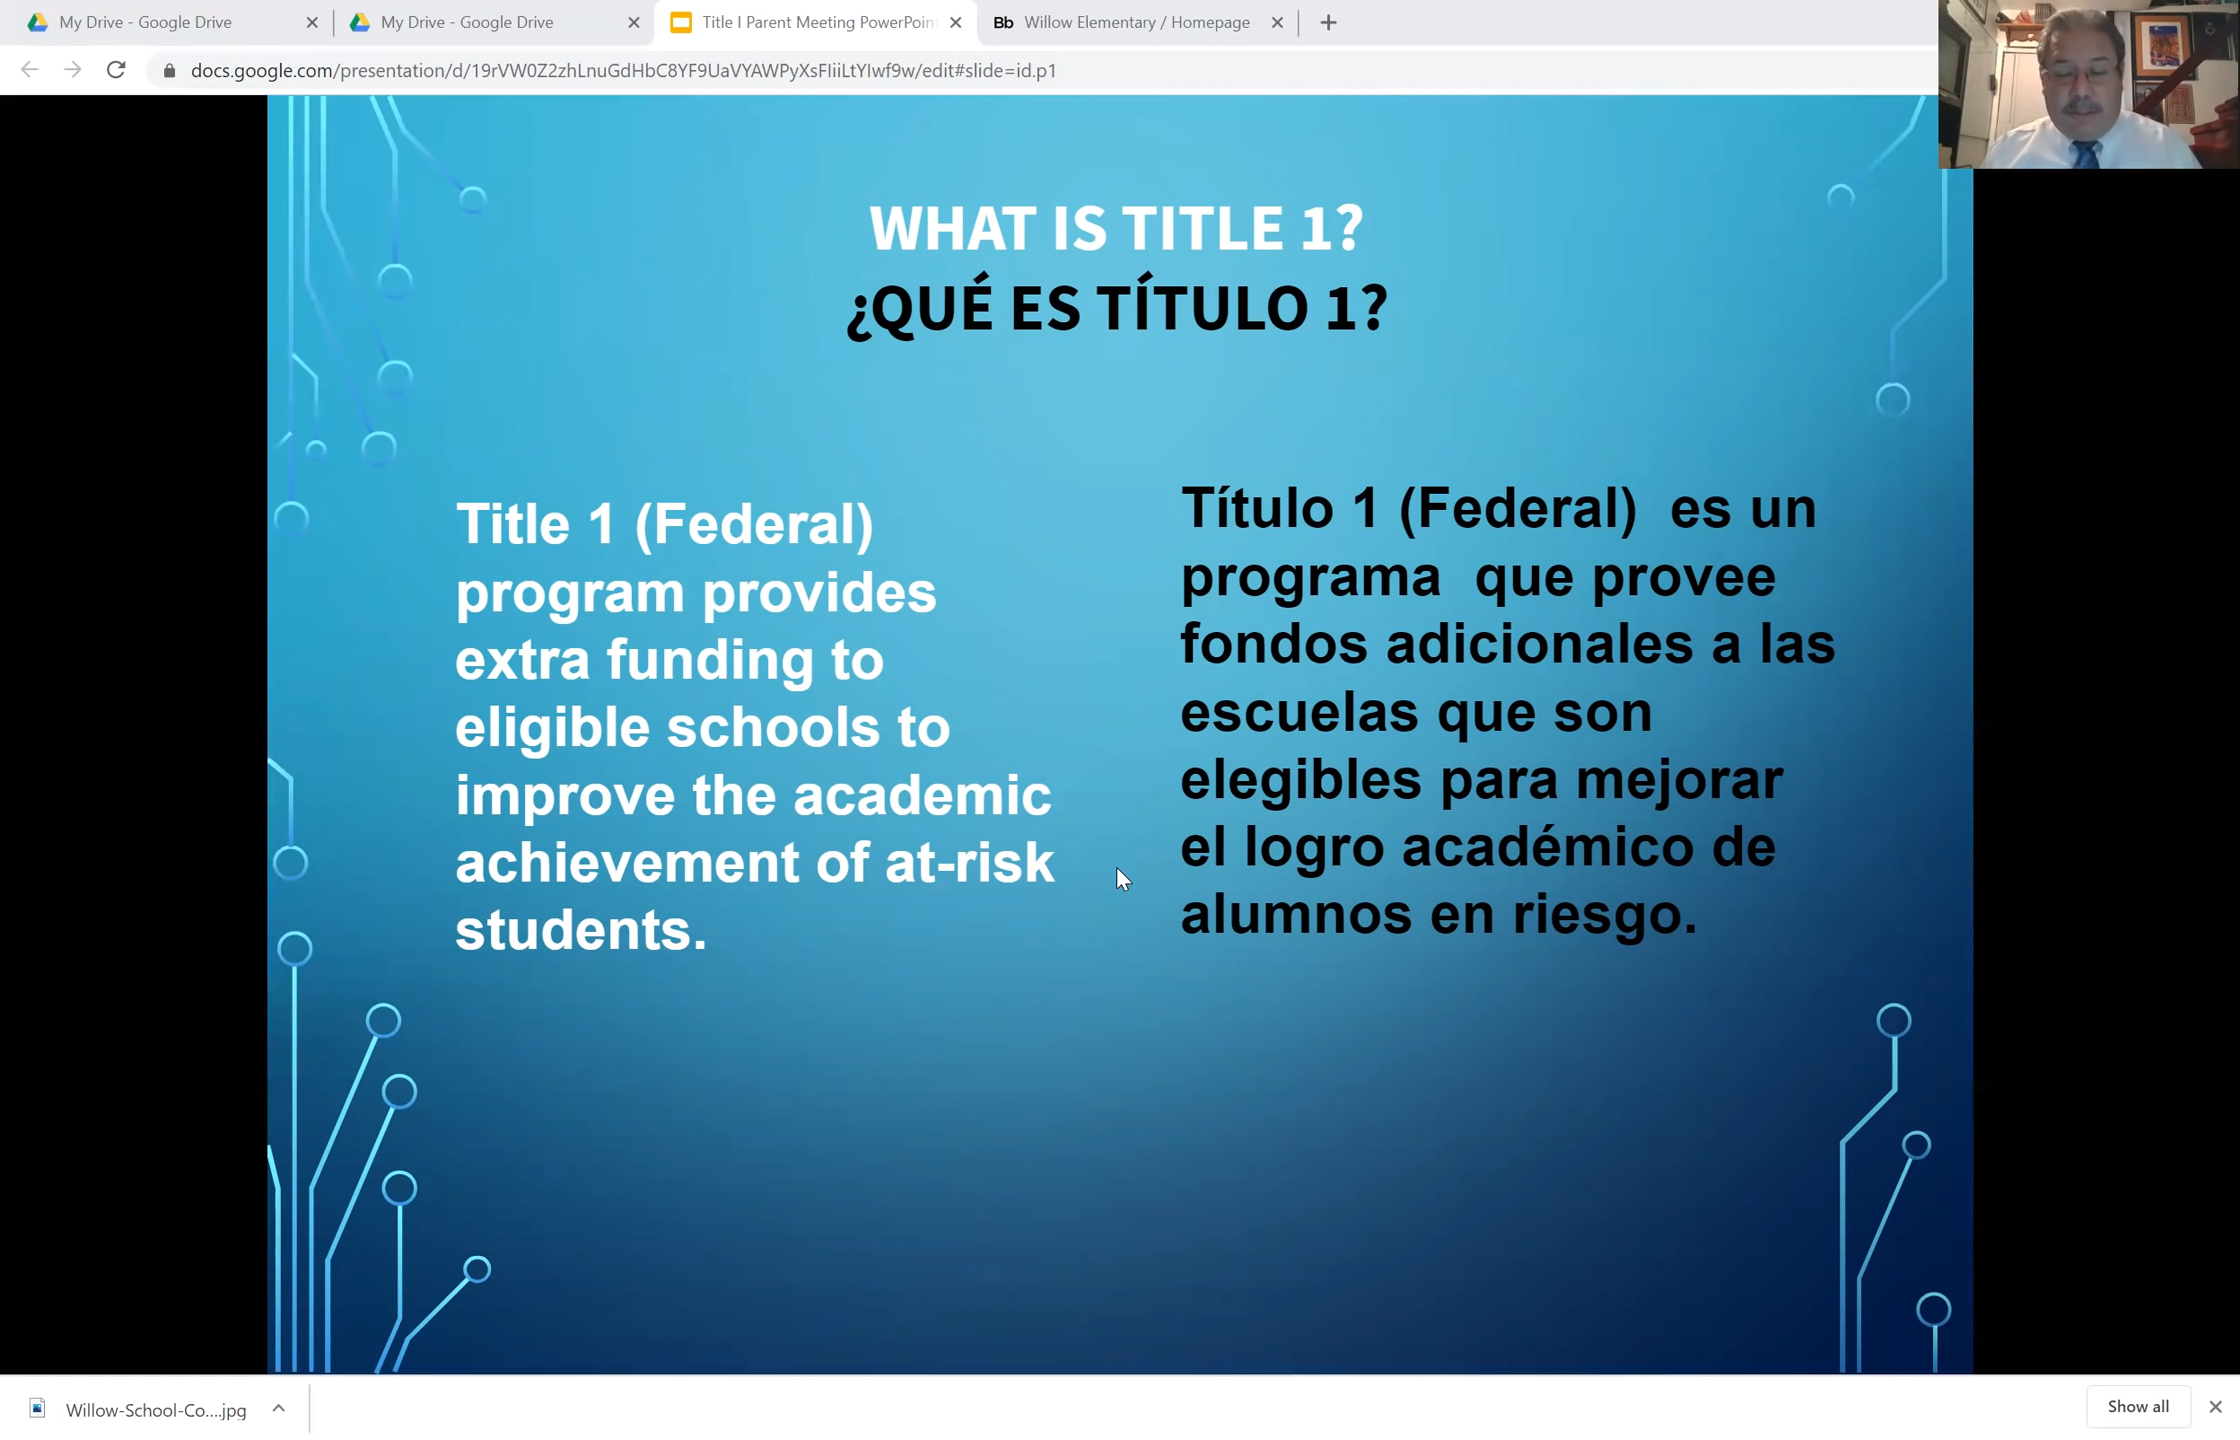 My Drive - Google Drive
My Drive - Google Drive
Title I Parent Meeting PowerPoint
Bb Willow Elementary / Homepage
docs.google.com/presentation/d/19rVW0Z2zhLnuGdHbC8YF9UaVYAWPyXsFIiiLtYIwf9w/edit#slide=id.p1
WHAT IS TITLE 1?
¿QUÉ ES TÍTULO 1?
Title 1 (Federal)
program provides
extra funding to
eligible schools to
improve the academic
achievement of at-risk
students.
Título 1 (Federal) es un
programa que provee
fondos adicionales a las
escuelas que son
elegibles para mejorar
el logro académico de
alumnos en riesgo.
Willow-School-Co....jpg
Show all